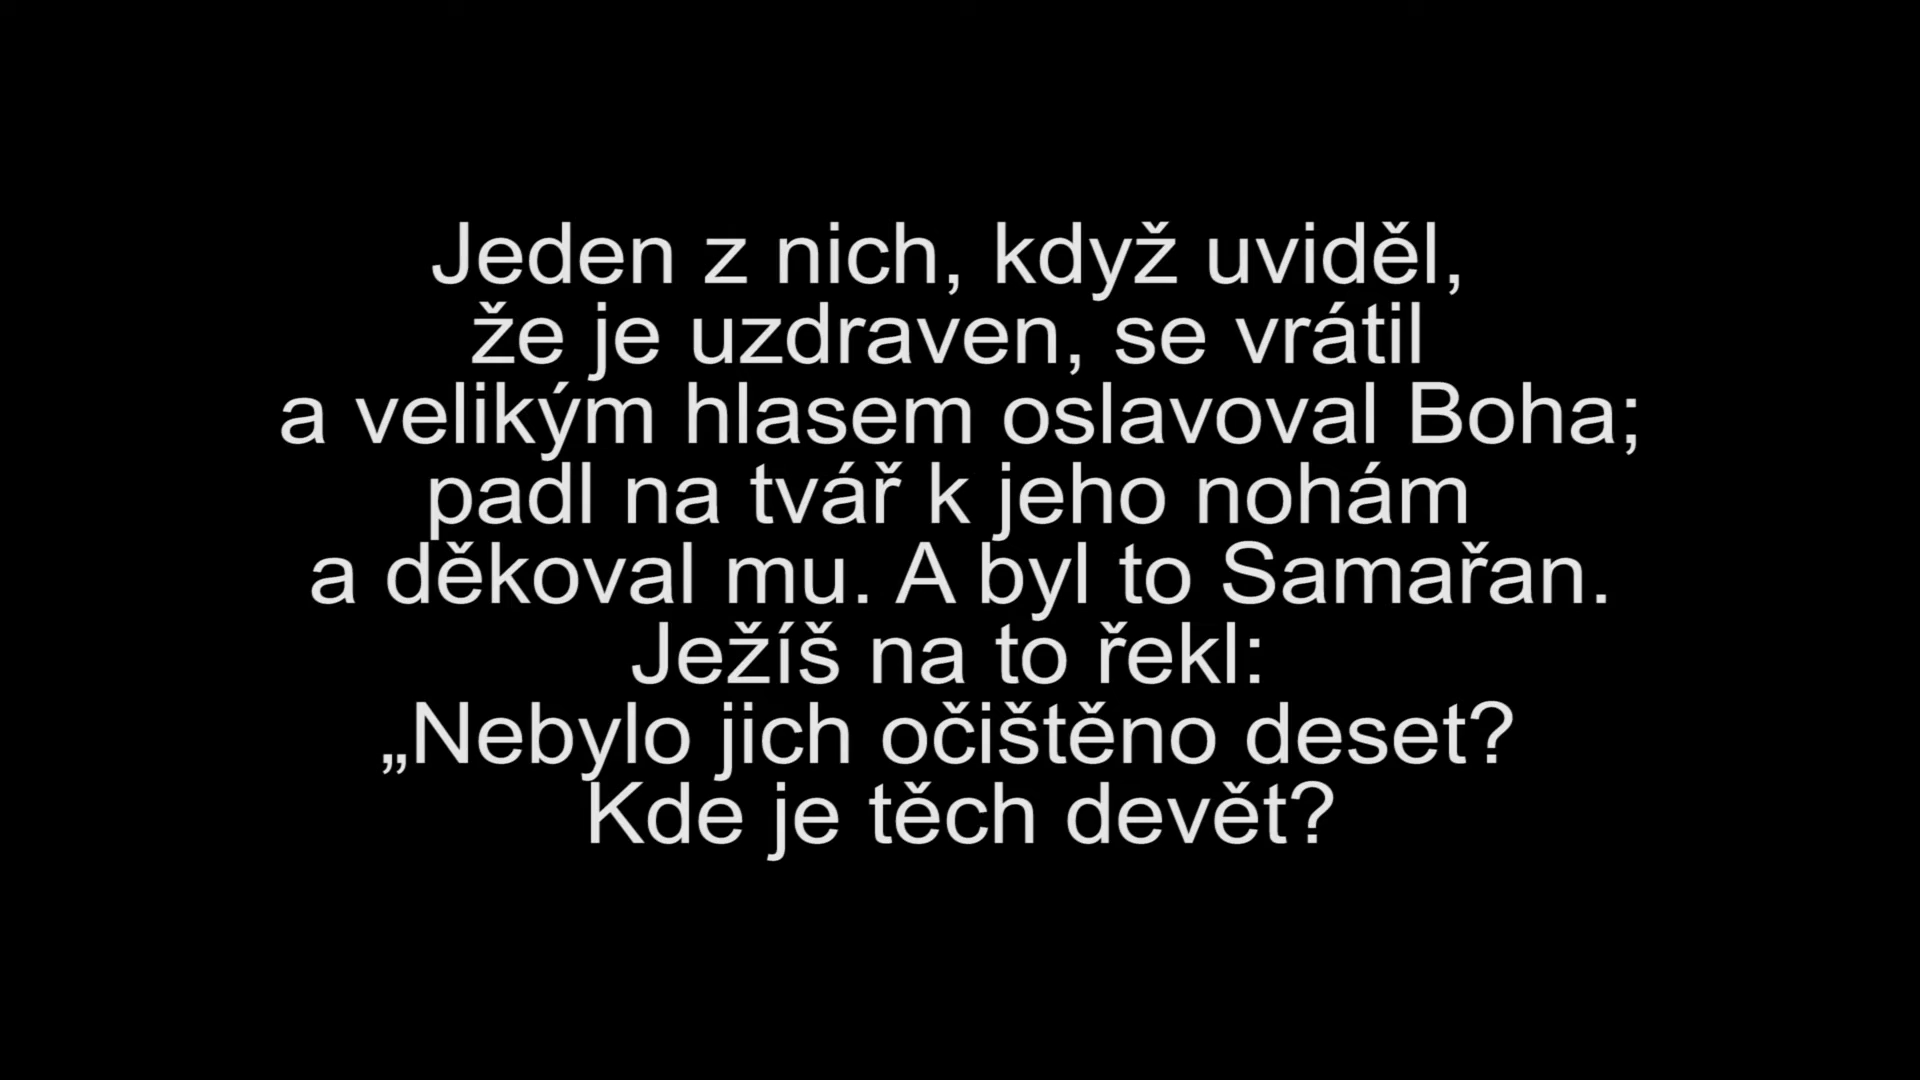 Jeden z nich, když uviděl,
že je uzdraven, se vrátil
a velikým hlasem oslavoval Boha;
padl na tvář k jeho nohám
a děkoval mu. A byl to Samařan.
Ježíš na to řekl:
„Nebylo jich očištěno deset?
Kde je těch devět?